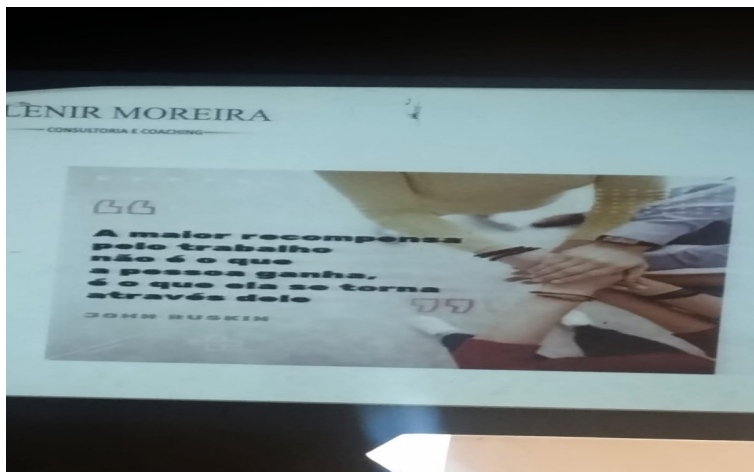 LENIR MOREIRA
CONSULTORIA E COACHING
“
A maior recompensa
pelo trabalho
não é o que
a pessoa ganha,
é o que ela se torna
através dele
”
JOHN RUSKIN